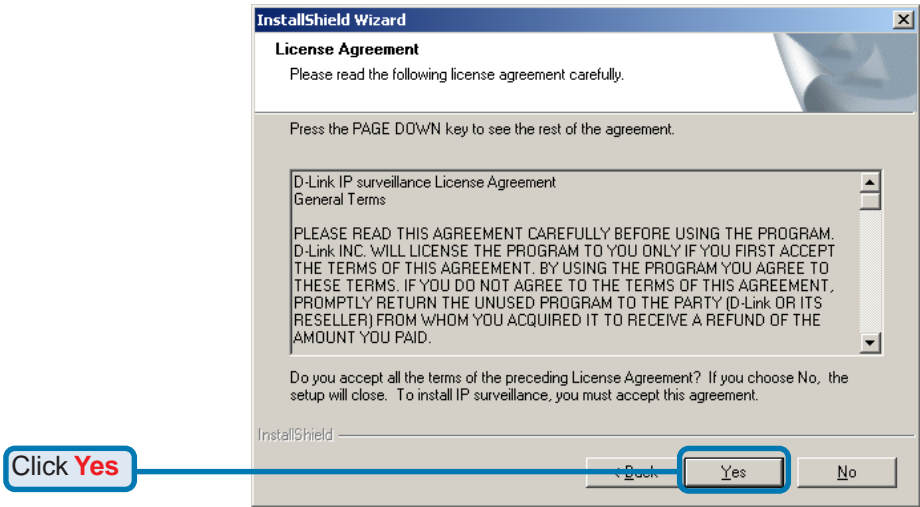 InstallShield Wizard
License Agreement
Please read the following license agreement carefully.
Press the PAGE DOWN key to see the rest of the agreement.
D-Link IP surveillance License Agreement
General Terms
PLEASE READ THIS AGREEMENT CAREFULLY BEFORE USING THE PROGRAM.
D-Link INC. WILL LICENSE THE PROGRAM TO YOU ONLY IF YOU FIRST ACCEPT
THE TERMS OF THIS AGREEMENT. BY USING THE PROGRAM YOU AGREE TO
THESE TERMS. IF YOU DO NOT AGREE TO THE TERMS OF THIS AGREEMENT,
PROMPTLY RETURN THE UNUSED PROGRAM TO THE PARTY (D-Link OR ITS
RESELLER) FROM WHOM YOU ACQUIRED IT TO RECEIVE A REFUND OF THE
AMOUNT YOU PAID.
Do you accept all the terms of the preceding License Agreement? If you choose No, the
setup will close. To install IP surveillance, you must accept this agreement.
InstallShield
Click Yes
< Back
Yes
No